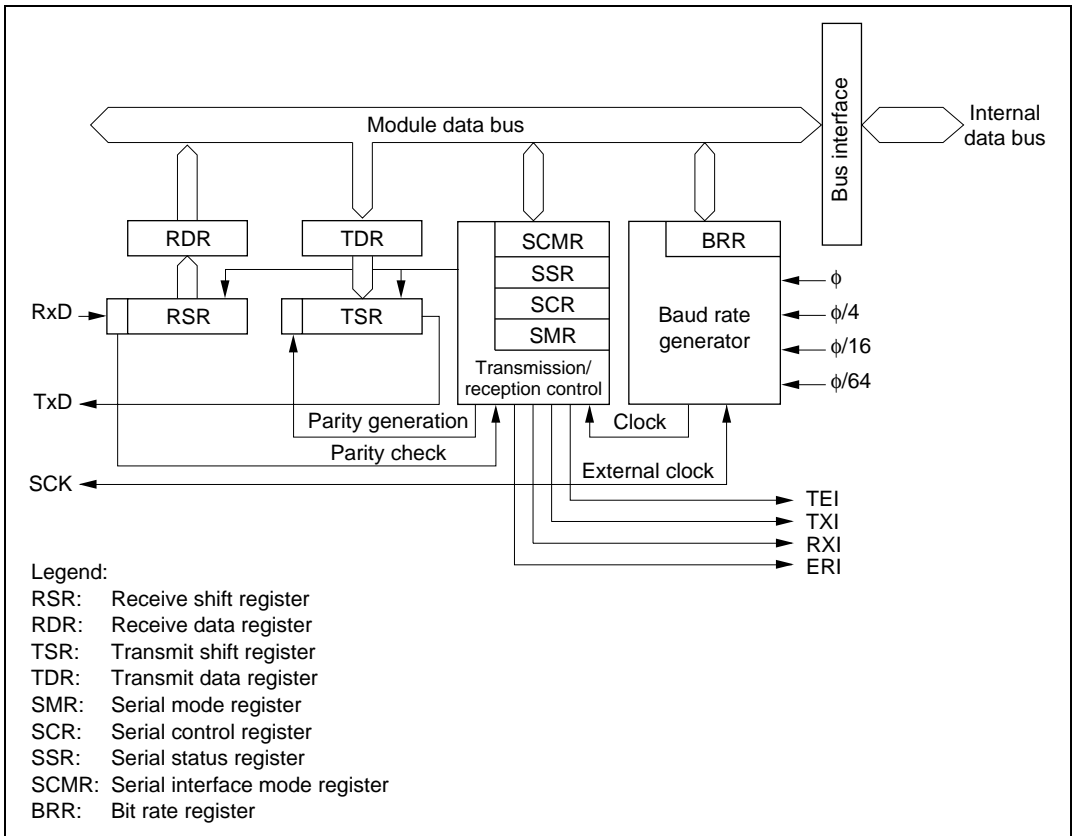 Module data bus
Bus interface
Internal
data bus
RDR
TDR
SCMR
BRR
SSR
φ
RxD
RSR
TSR
SCR
Baud rate
generator
φ/4
SMR
φ/16
Transmission/
reception control
φ/64
TxD
Parity generation
Clock
Parity check
SCK
External clock
TEI
TXI
RXI
ERI
Legend:
RSR: Receive shift register
RDR: Receive data register
TSR: Transmit shift register
TDR: Transmit data register
SMR: Serial mode register
SCR: Serial control register
SSR: Serial status register
SCMR: Serial interface mode register
BRR: Bit rate register